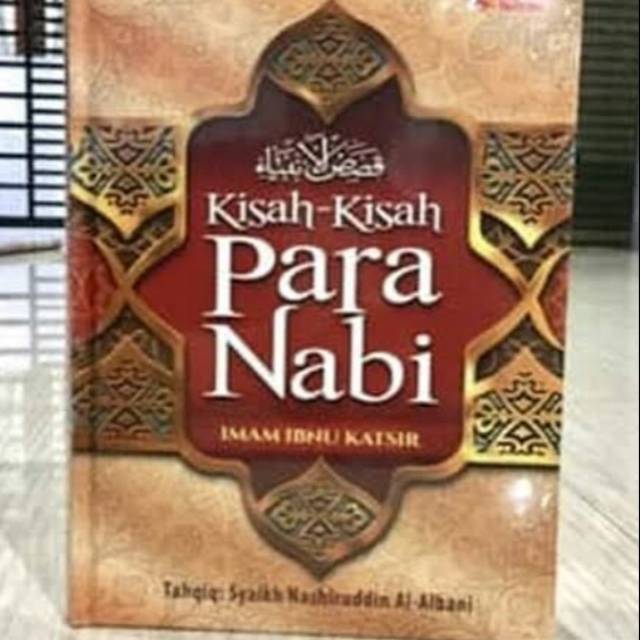 قصص الأنبياء
Kisah-Kisah
Para
Nabi
IMAM IBNU KATSIR
Tahqiq: Syaikh Nashiruddin Al-Albani